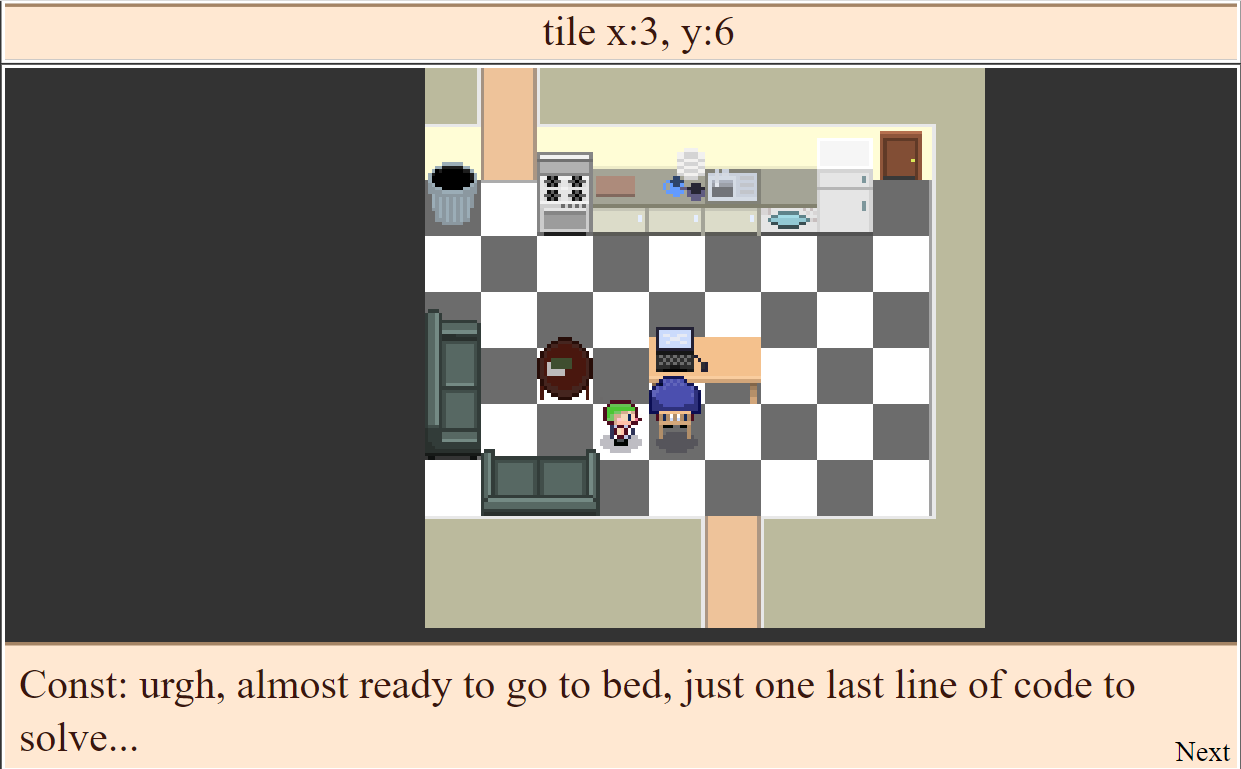 tile x:3, y:6
Const: urgh, almost ready to go to bed, just one last line of code to
solve...
Next